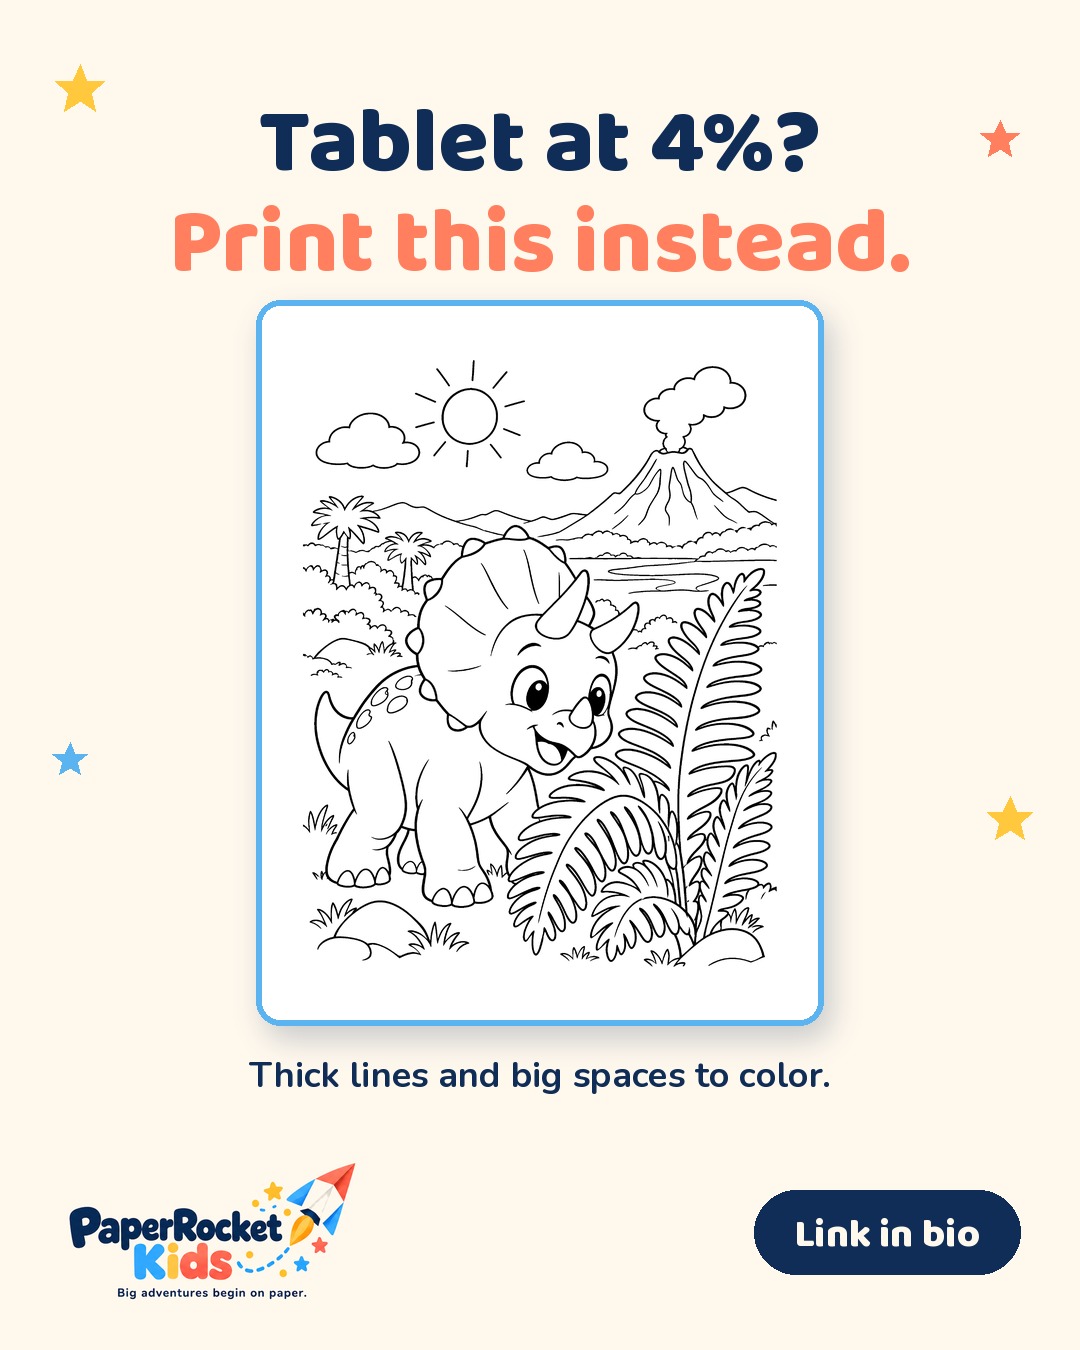 Tablet at 4%?
Print this instead.
Thick lines and big spaces to color.
PaperRocket
Kids
Big adventures begin on paper.
Link in bio